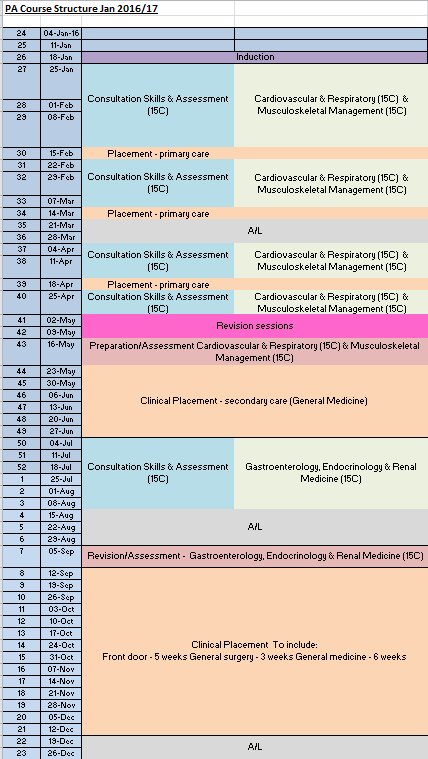 PA Course Structure Jan 2016/17
24 04-Jan-16
25 11-Jan
26 18-Jan Induction
27 25-Jan
Consultation Skills & Assessment Cardiovascular & Respiratory (15C) &
28 01-Feb (15C) Musculoskeletal Management (15C)
29 08-Feb
30 15-Feb Placement - primary care
31 22-Feb
32 29-Feb Consultation Skills & Assessment Cardiovascular & Respiratory (15C) &
(15C) Musculoskeletal Management (15C)
33 07-Mar
34 14-Mar Placement - primary care
35 21-Mar
A/L
36 28-Mar
37 04-Apr Consultation Skills & Assessment Cardiovascular & Respiratory (15C) &
38 11-Apr (15C) Musculoskeletal Management (15C)
39 18-Apr Placement - primary care
40 25-Apr Consultation Skills & Assessment Cardiovascular & Respiratory (15C) &
(15C) Musculoskeletal Management (15C)
41 02-May
Revision sessions
42 09-May
43 16-May Preparation/Assessment Cardiovascular & Respiratory (15C) & Musculoskeletal
Management (15C)
44 23-May
45 30-May
46 06-Jun
Clinical Placement - secondary care (General Medicine)
47 13-Jun
48 20-Jun
49 27-Jun
50 04-Jul
51 11-Jul
52 18-Jul Consultation Skills & Assessment Gastroenterology, Endocrinology & Renal
1 25-Jul (15C) Medicine (15C)
2 01-Aug
3 08-Aug
4 15-Aug
5 22-Aug A/L
6 29-Aug
7 05-Sep Revision/Assessment - Gastroenterology, Endocrinology & Renal Medicine (15C)
8 12-Sep
9 19-Sep
10 26-Sep
11 03-Oct
12 10-Oct
13 17-Oct
14 24-Oct Clinical Placement To include:
15 31-Oct Front door - 5 weeks General surgery - 3 weeks General medicine - 6 weeks
16 07-Nov
17 14-Nov
18 21-Nov
19 28-Nov
20 05-Dec
21 12-Dec
22 19-Dec
A/L
23 26-Dec